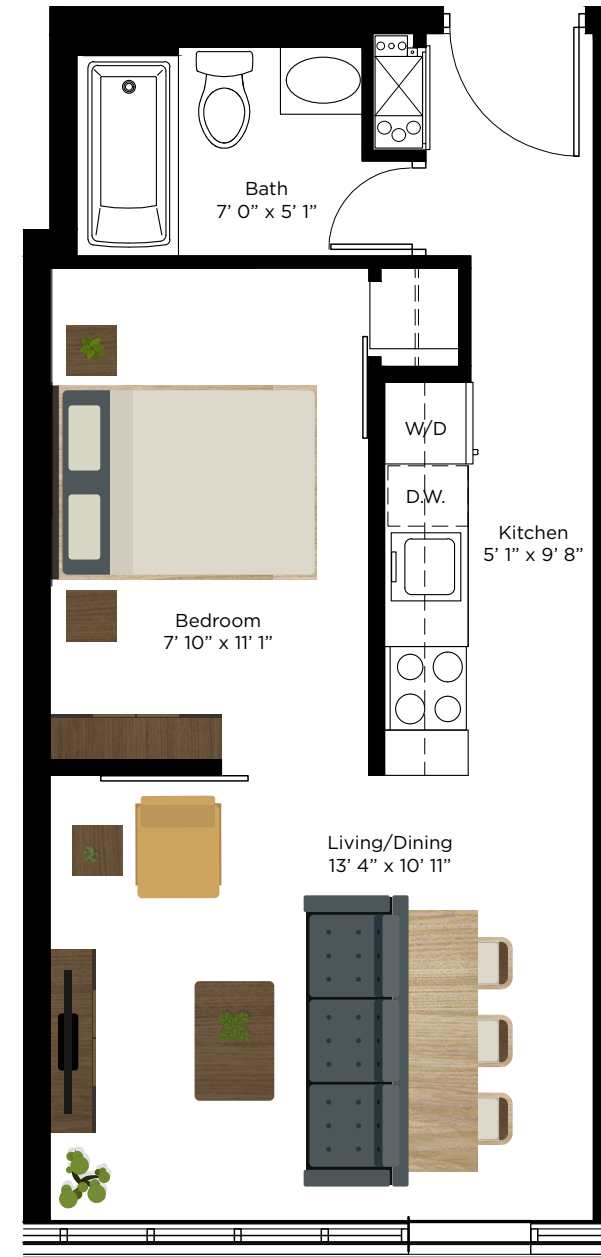 Bath
7’ 0” x 5’ 1”
W/D
D.W.
Kitchen
5’ 1” x 9’ 8”
Bedroom
7’ 10” x 11’ 1”
Living/Dining
13’ 4” x 10’ 11”